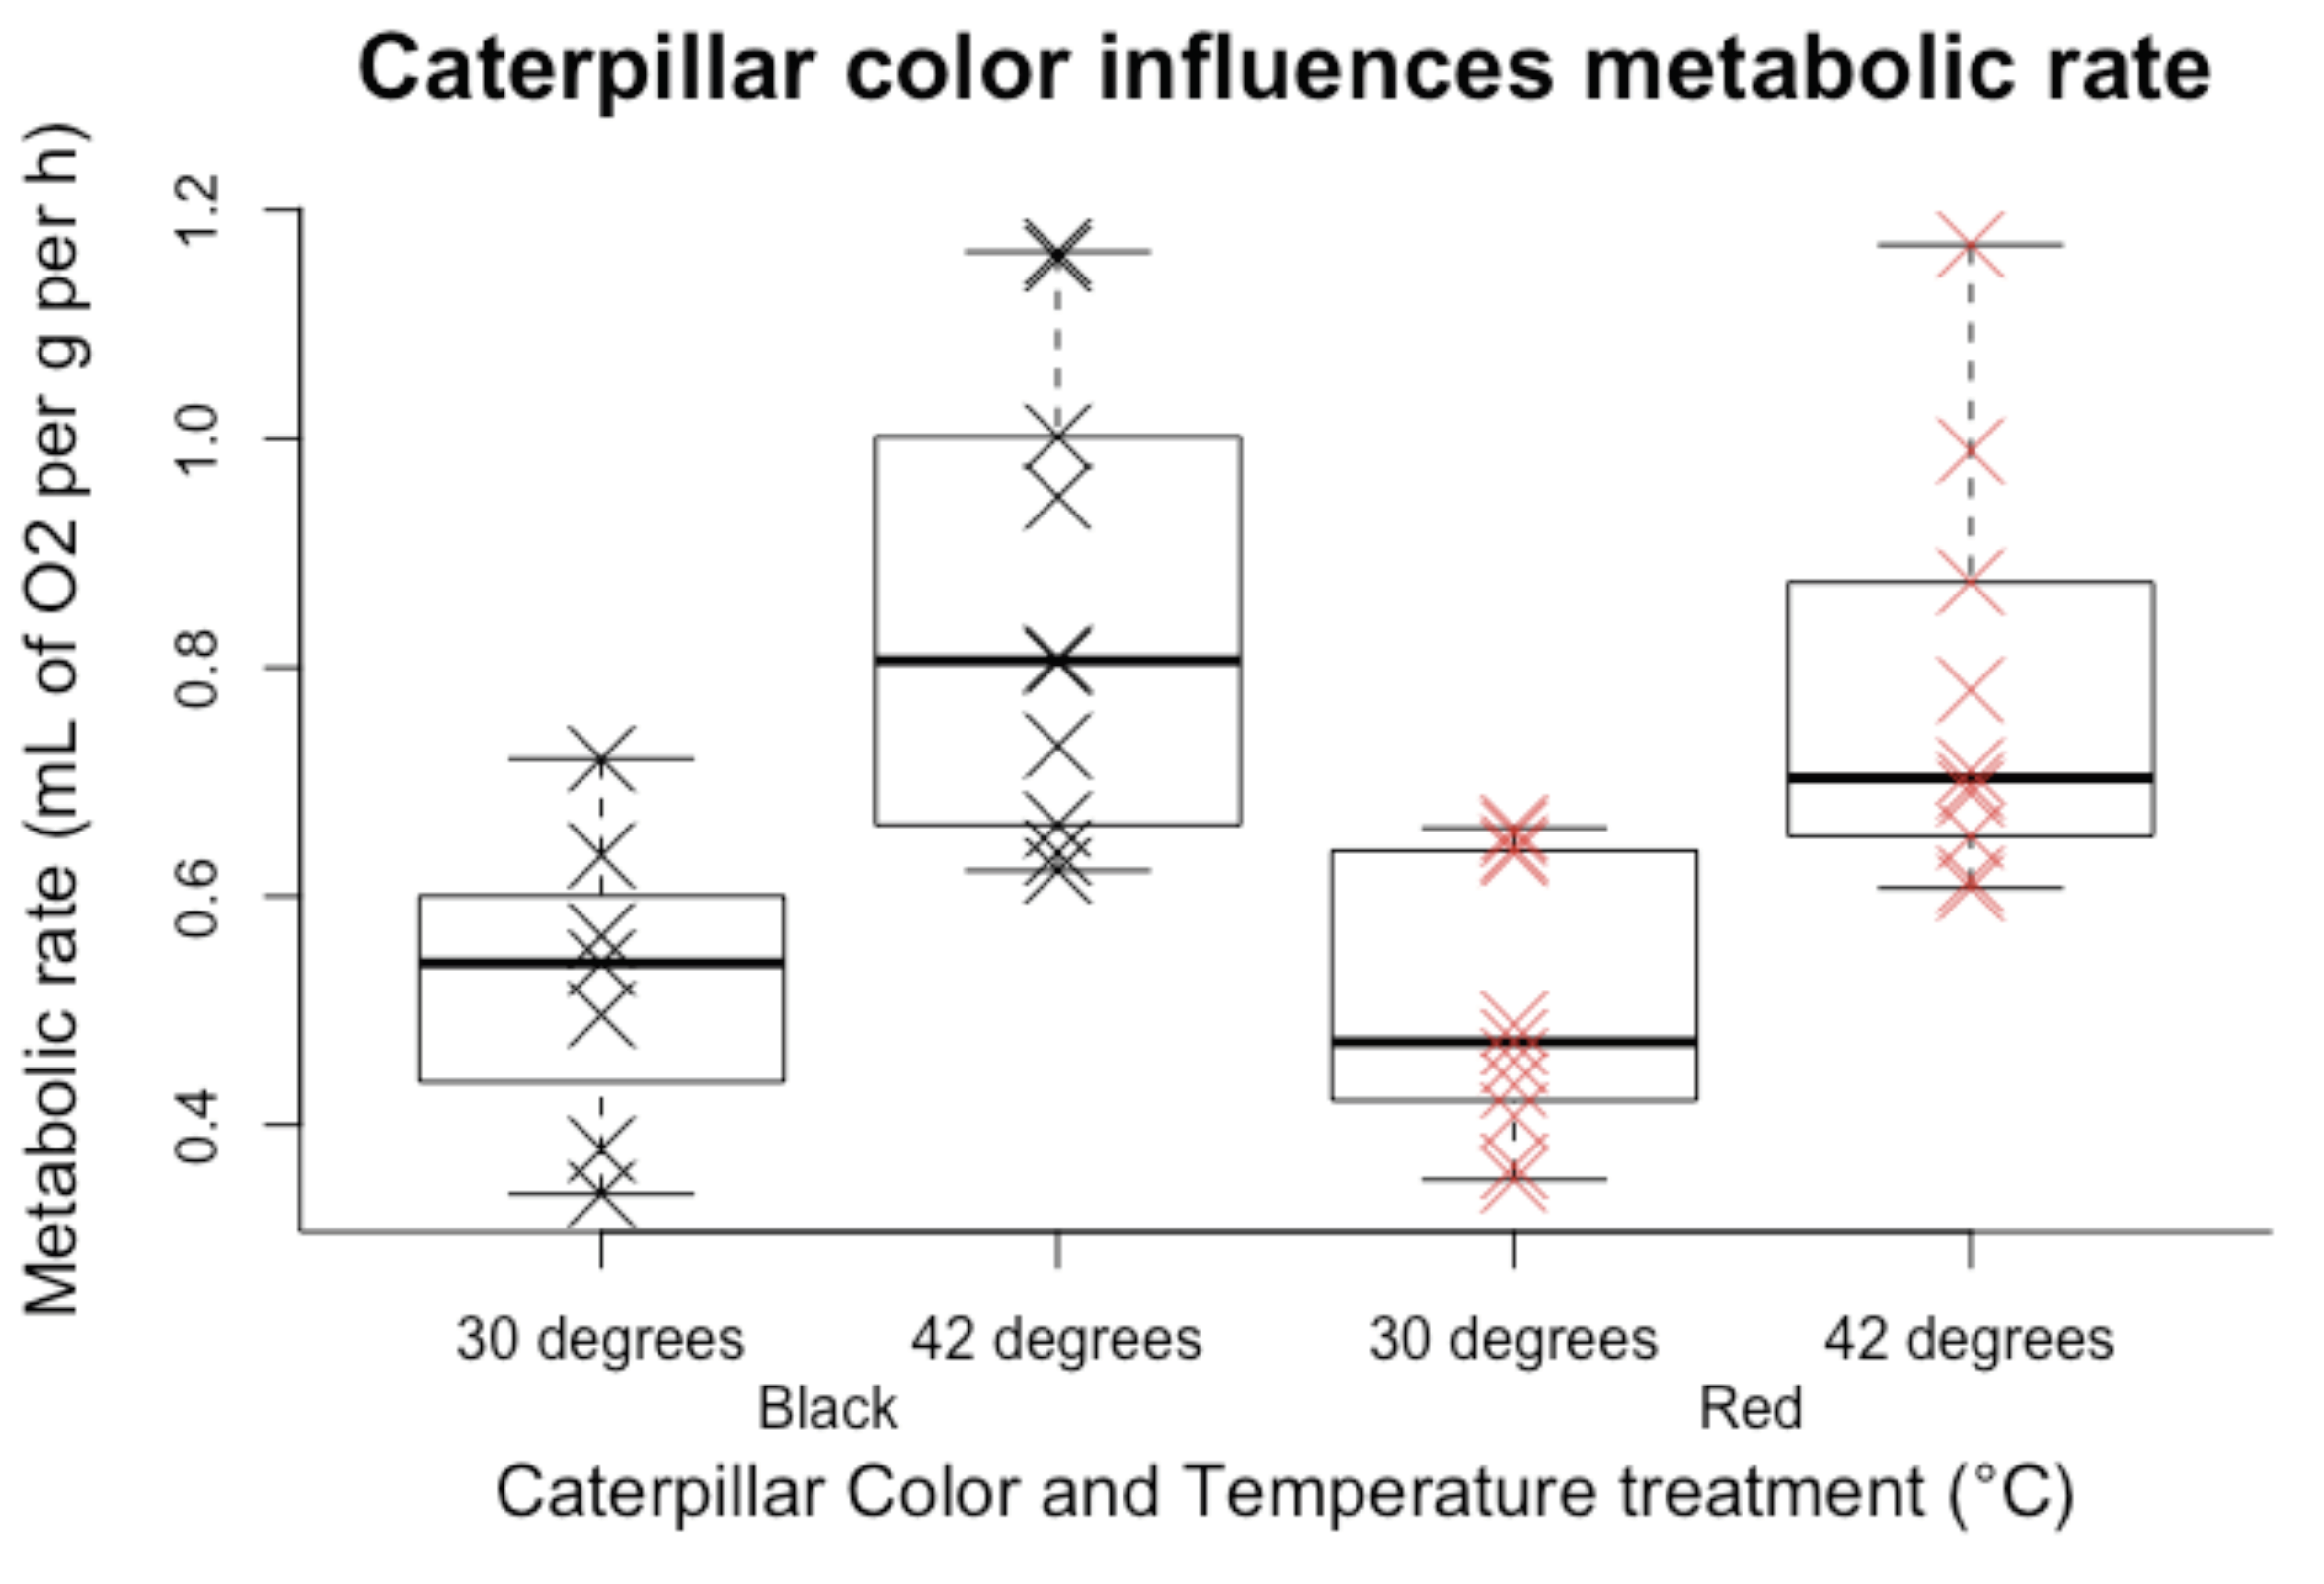 Caterpillar color influences metabolic rate
Metabolic rate (mL of O2 per g per h)
1.2
1.0
0.8
0.6
0.4
30 degrees 42 degrees 30 degrees 42 degrees
Black Red
Caterpillar Color and Temperature treatment (°C)